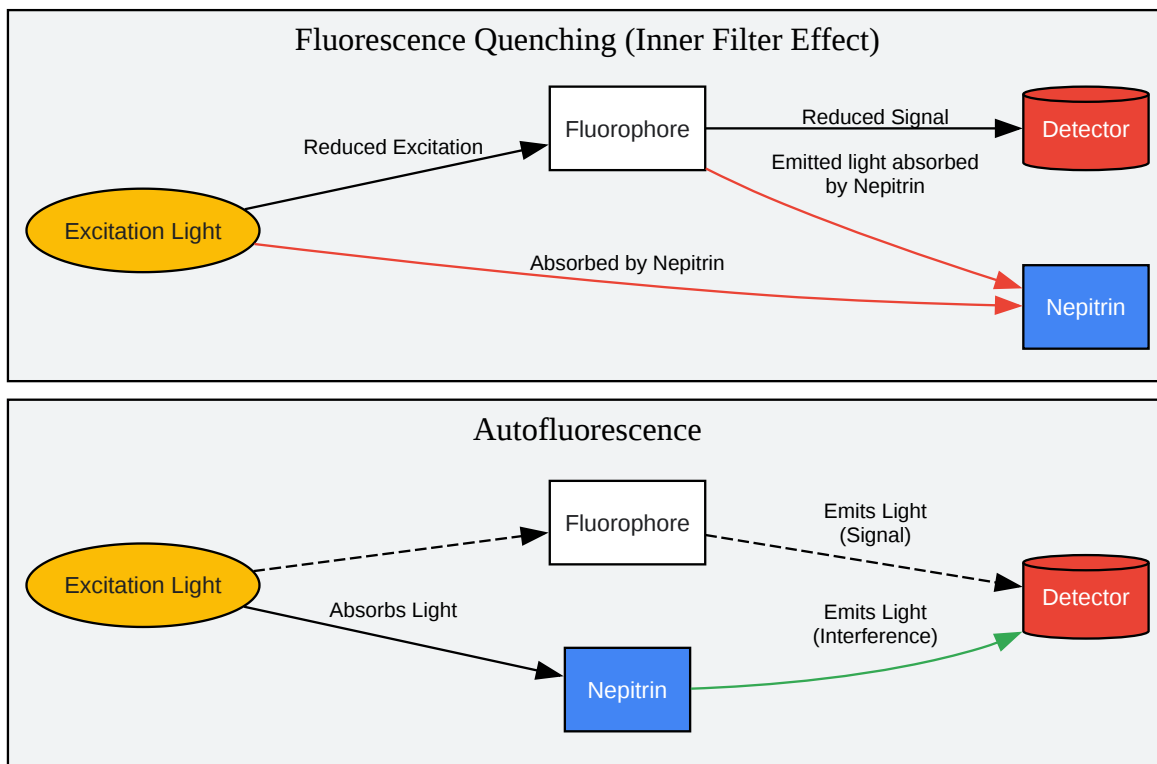 Fluorescence Quenching (Inner Filter Effect)
Fluorophore
Reduced Signal
Detector
Reduced Excitation
Emitted light absorbed
by Nepitrin
Excitation Light
Absorbed by Nepitrin
Nepitrin
Autofluorescence
Fluorophore
Emits Light
(Signal)
Excitation Light
Detector
Absorbs Light
Emits Light
(Interference)
Nepitrin